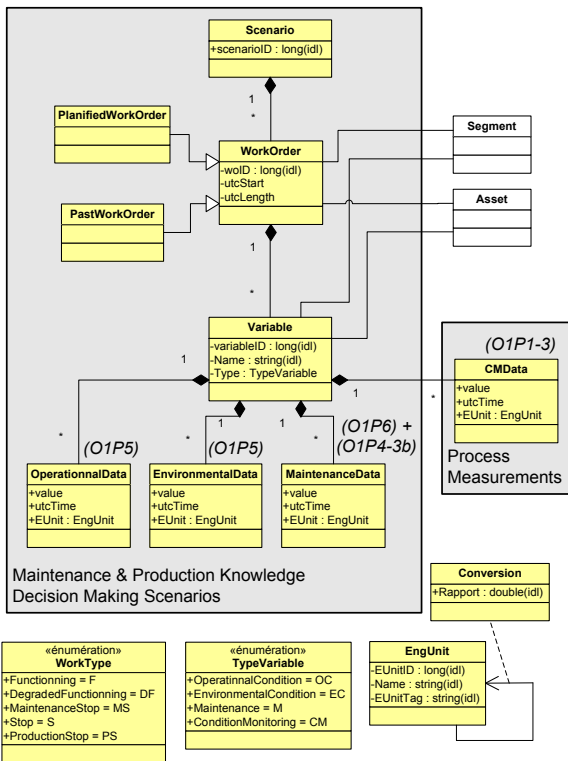 Scenario
+scenarioID : long(idl)
1
*
PlanifiedWorkOrder
WorkOrder
-woID : long(idl)
-utcStart
-utcLength
Segment
PastWorkOrder
Asset
1
*
Variable
-variableID : long(idl)
-Name : string(idl)
-Type : TypeVariable
(O1P1-3)
CMData
+value
+utcTime
+EUnit : EngUnit
1
1
*
Process
Measurements
1
1
(O1P6) +
(O1P4-3b)
*
(O1P5)
*
(O1P5)
*
OperationnalData
+value
+utcTime
+EUnit : EngUnit
EnvironmentalData
+value
+utcTime
+EUnit : EngUnit
MaintenanceData
+value
+utcTime
+EUnit : EngUnit
Maintenance & Production Knowledge
Decision Making Scenarios
Conversion
+Rapport : double(idl)
«énumération»
WorkType
+Functionning = F
+DegradedFunctionning = DF
+MaintenanceStop = MS
+Stop = S
+ProductionStop = PS
«énumération»
TypeVariable
+OperatinnalCondition = OC
+EnvironmentalCondition = EC
+Maintenance = M
+ConditionMonitoring = CM
EngUnit
-EUnitID : long(idl)
-Name : string(idl)
-EUnitTag : string(idl)